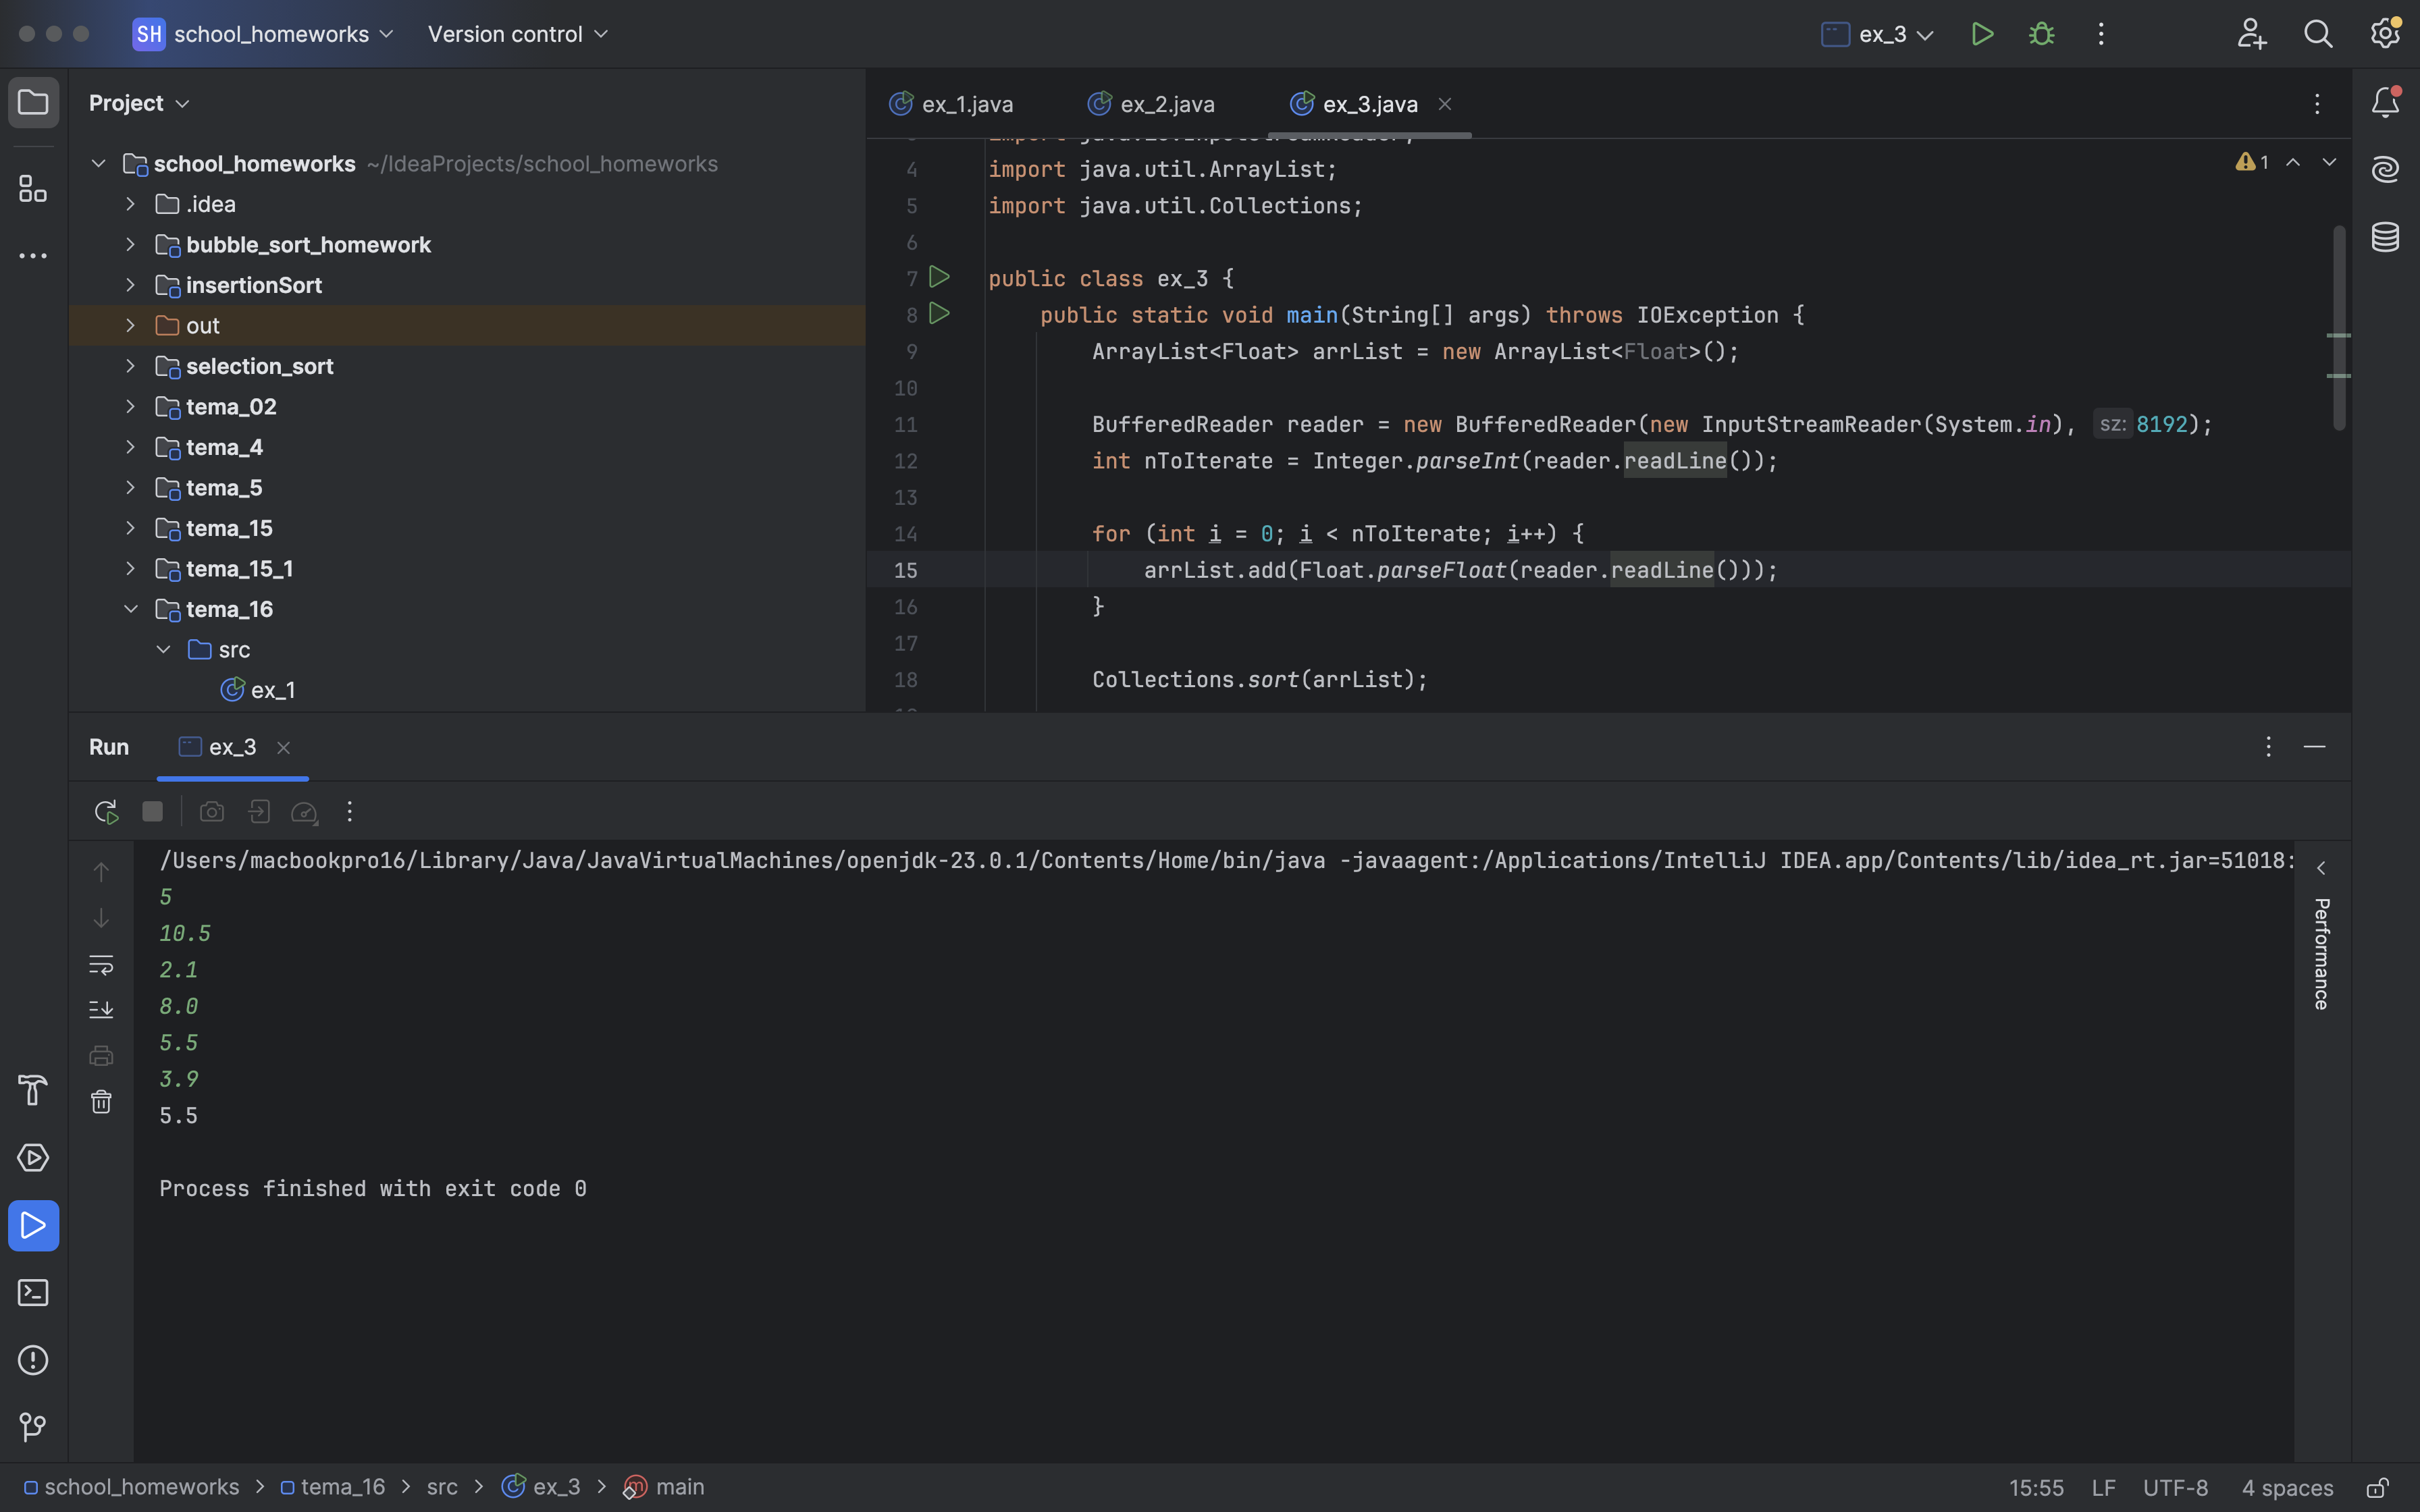 SH school_homeworks Version control ex_3
Project
school_homeworks ~/IdeaProjects/school_homeworks
.idea
bubble_sort_homework
insertionSort
out
selection_sort
tema_02
tema_4
tema_5
tema_15
tema_15_1
tema_16
src
ex_1
ex_1.java ex_2.java ex_3.java
1
4 import java.util.ArrayList;
5 import java.util.Collections;
6
7 public class ex_3 {
8 public static void main(String[] args) throws IOException {
9 ArrayList<Float> arrList = new ArrayList<Float>();
10
11 BufferedReader reader = new BufferedReader(new InputStreamReader(System.in), sz: 8192);
12 int nToIterate = Integer.parseInt(reader.readLine());
13
14 for (int i = 0; i < nToIterate; i++) {
15 arrList.add(Float.parseFloat(reader.readLine()));
16 }
17
18 Collections.sort(arrList);
Run ex_3
/Users/macbookpro16/Library/Java/JavaVirtualMachines/openjdk-23.0.1/Contents/Home/bin/java -javaagent:/Applications/IntelliJ IDEA.app/Contents/lib/idea_rt.jar=51018:
5
10.5
2.1
8.0
5.5
3.9
5.5
Process finished with exit code 0
Performance
school_homeworks > tema_16 > src > ex_3 > main
15:55 LF UTF-8 4 spaces